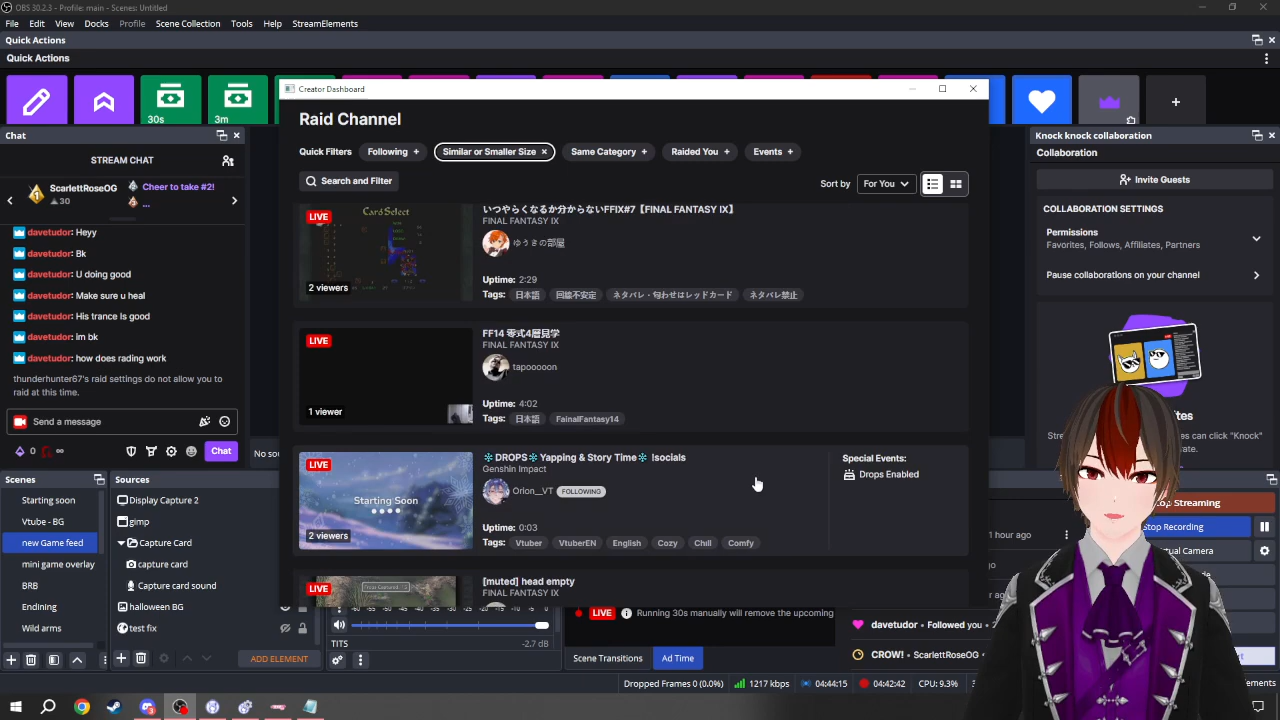 OBS 30.2.3 - Profile: main - Scenes: Untitled
File Edit View Docks Profile Scene Collection Tools Help StreamElements
Quick Actions
Quick Actions
30s
3m
Chat
STREAM CHAT
1
ScarlettRoseOG
30
Cheer to take #2!
...
davetudor: Heyy
davetudor: Bk
davetudor: U doing good
davetudor: Make sure u heal
davetudor: His trance Is good
davetudor: im bk
davetudor: how does rading work
thunderhunter67's raid settings do not allow you to
raid at this time.
Send a message
0
Chat
Scenes
Starting soon
Vtube - BG
new Game feed
mini game overlay
BRB
Endining
Wild arms
Sources
Display Capture 2
gimp
Capture Card
capture card
Capture card sound
halloween BG
test fix
ADD ELEMENT
Creator Dashboard
Raid Channel
Quick Filters
Following +
Similar or Smaller Size ×
Same Category +
Raided You +
Events +
Search and Filter
Sort by
For You
LIVE
2 viewers
いつやらくなるか分からないFFIX#7【FINAL FANTASY IX】
FINAL FANTASY IX
ゆうきの部屋
Uptime: 2:29
Tags: 日本語 回線不安定 ネタバレ・匂わせはレッドカード ネタバレ禁止
LIVE
1 viewer
FF14 零式4層見学
FINAL FANTASY IX
tapooooon
Uptime: 4:02
Tags: 日本語 FainalFantasy14
LIVE
Starting Soon
2 viewers
❄DROPS❄ Yapping & Story Time❄ !socials
Genshin Impact
Orion__VT FOLLOWING
Uptime: 0:03
Tags: Vtuber VtuberEN English Cozy Chill Comfy
Special Events:
Drops Enabled
LIVE
[muted] head empty
FINAL FANTASY IX
TITS
-2.7 dB
LIVE
Running 30s manually will remove the upcoming
Scene Transitions
Ad Time
Knock knock collaboration
Collaboration
Invite Guests
COLLABORATION SETTINGS
Permissions
Favorites, Follows, Affiliates, Partners
Pause collaborations on your channel
davetudor - Followed you
CROW! - ScarlettRoseOG
Dropped Frames 0 (0.0%)
1217 kbps
04:44:15
04:42:42
CPU: 9.3%